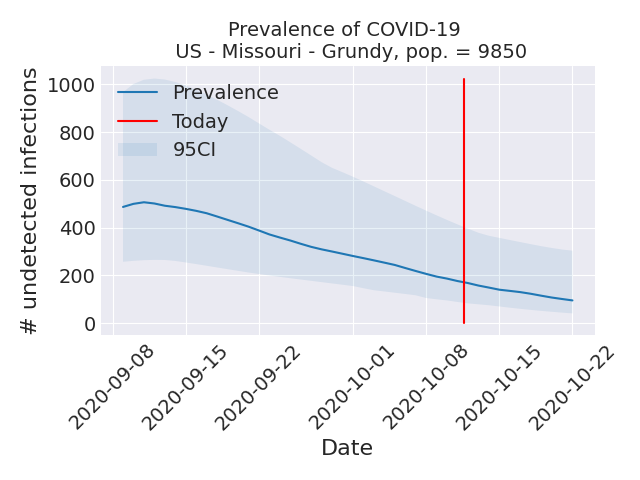 Prevalence of COVID-19
US - Missouri - Grundy, pop. = 9850
# undetected infections
1000
800
600
400
200
0
Prevalence
Today
95CI
2020-09-08
2020-09-15
2020-09-22
2020-10-01
2020-10-08
2020-10-15
2020-10-22
Date